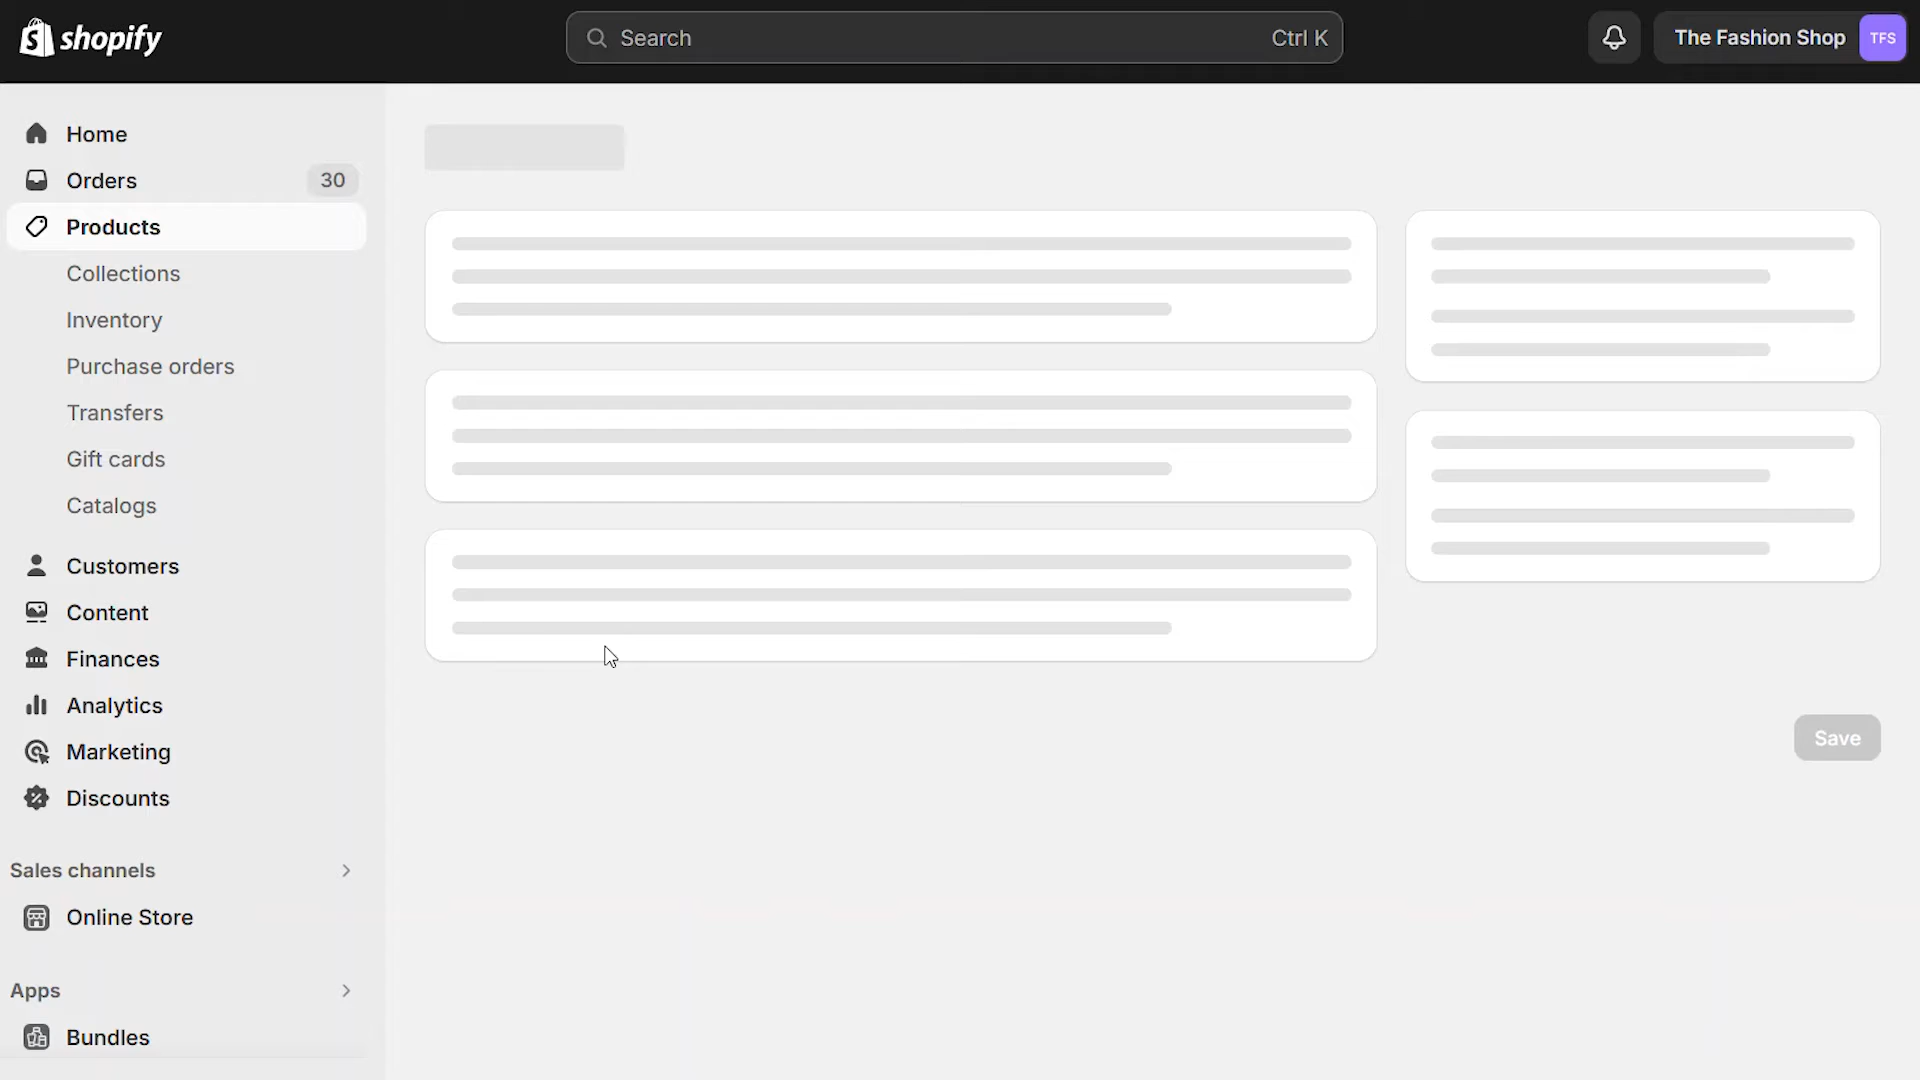 shopify
Search
Ctrl K
The Fashion Shop
TFS
Home
Orders
30
Products
Collections
Inventory
Purchase orders
Transfers
Gift cards
Catalogs
Customers
Content
Finances
Analytics
Marketing
Discounts
Save
Sales channels
Online Store
Apps
Bundles